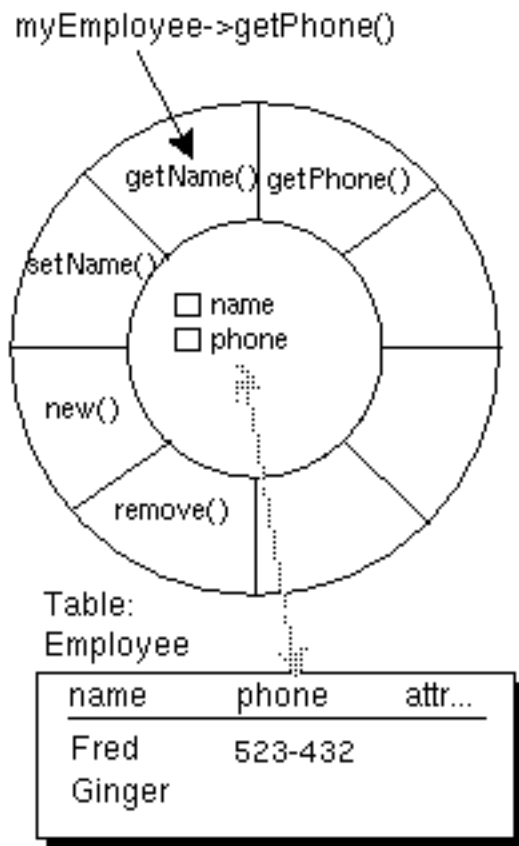 myEmployee->getPhone()
getName() getPhone()
setName()
name
phone
new()
remove()
Table:
Employee
name phone attr...
Fred 523-432
Ginger